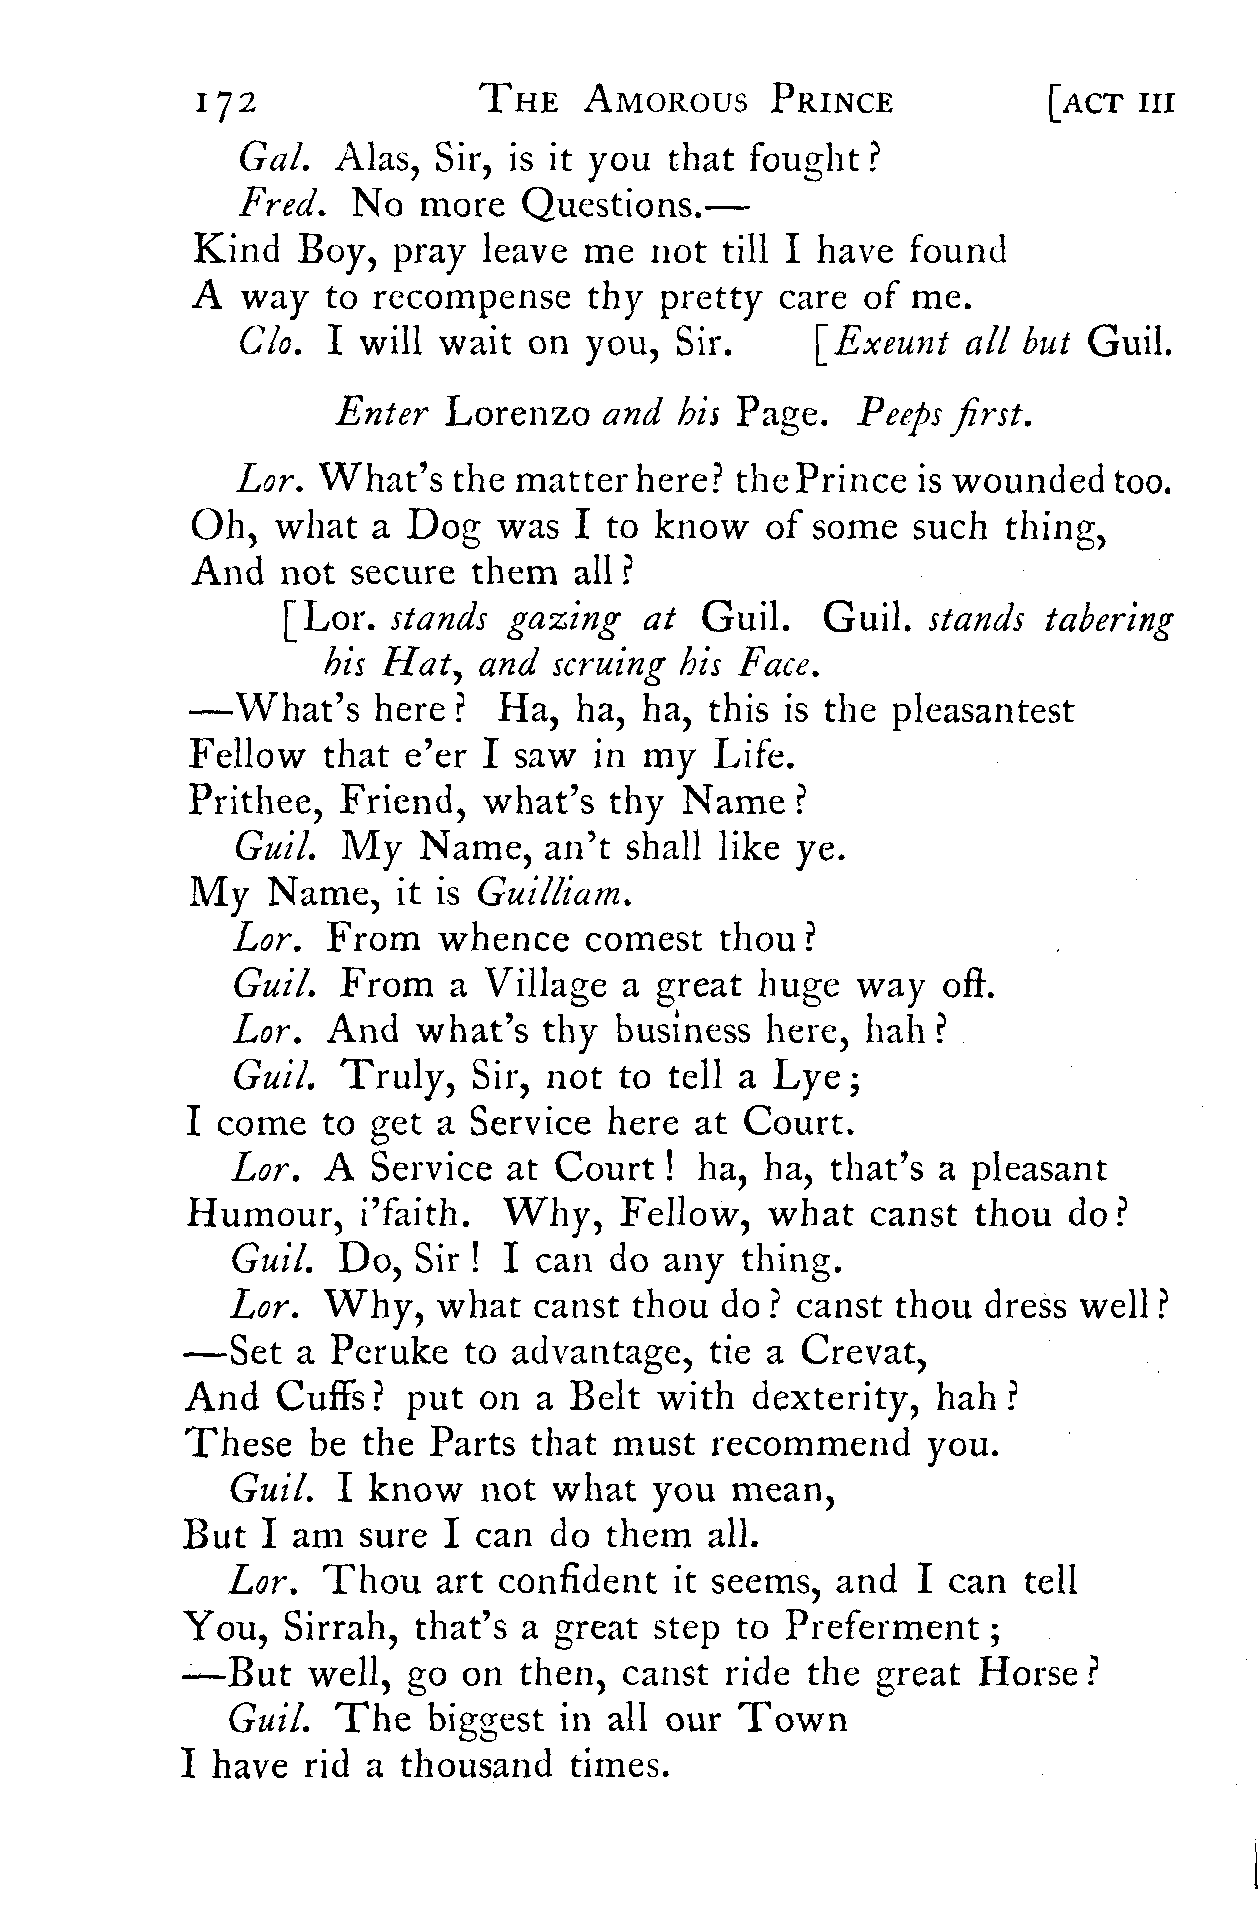 172 THE AMOROUS PRINCE [ACT III
Gal. Alas, Sir, is it you that fought?
Fred. No more Questions.—
Kind Boy, pray leave me not till I have found
A way to recompense thy pretty care of me.
Clo. I will wait on you, Sir. [Exeunt all but Guil.
Enter Lorenzo and his Page. Peeps first.
Lor. What's the matter here? the Prince is wounded too.
Oh, what a Dog was I to know of some such thing,
And not secure them all?
[Lor. stands gazing at Guil. Guil. stands tabering
his Hat, and scruing his Face.
—What's here? Ha, ha, ha, this is the pleasantest
Fellow that e'er I saw in my Life.
Prithee, Friend, what's thy Name?
Guil. My Name, an't shall like ye.
My Name, it is Guilliam.
Lor. From whence comest thou?
Guil. From a Village a great huge way off.
Lor. And what's thy business here, hah?
Guil. Truly, Sir, not to tell a Lye;
I come to get a Service here at Court.
Lor. A Service at Court! ha, ha, that's a pleasant
Humour, i'faith. Why, Fellow, what canst thou do?
Guil. Do, Sir! I can do any thing.
Lor. Why, what canst thou do? canst thou dress well?
—Set a Peruke to advantage, tie a Crevat,
And Cuffs? put on a Belt with dexterity, hah?
These be the Parts that must recommend you.
Guil. I know not what you mean,
But I am sure I can do them all.
Lor. Thou art confident it seems, and I can tell
You, Sirrah, that's a great step to Preferment;
—But well, go on then, canst ride the great Horse?
Guil. The biggest in all our Town
I have rid a thousand times.